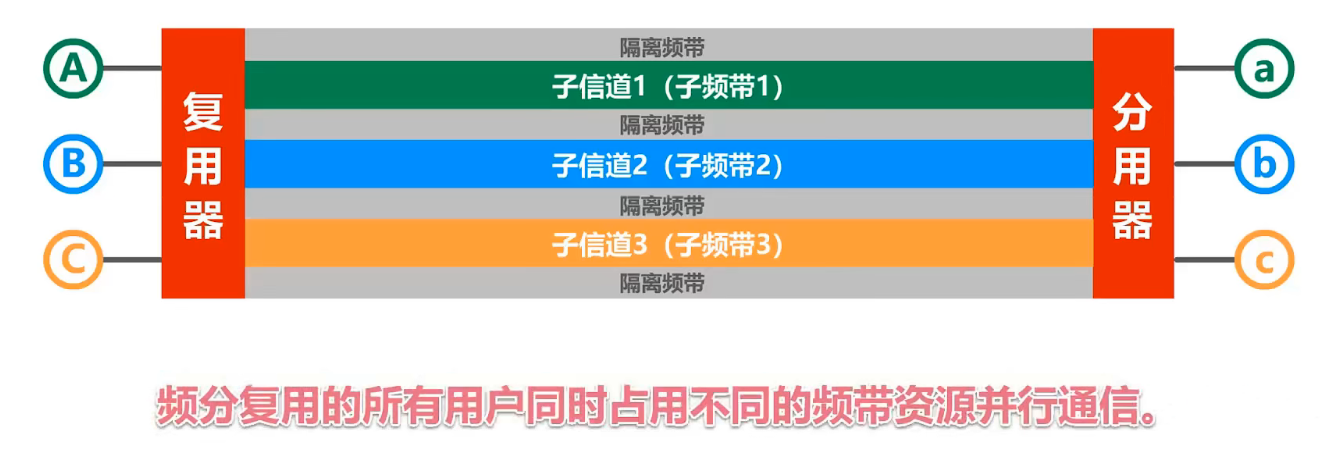 隔离频带
A
子信道1（子频带1）
a
隔离频带
复用器
B
子信道2（子频带2）
分用器
b
隔离频带
C
子信道3（子频带3）
c
隔离频带
频分复用的所有用户同时占用不同的频带资源并行通信。